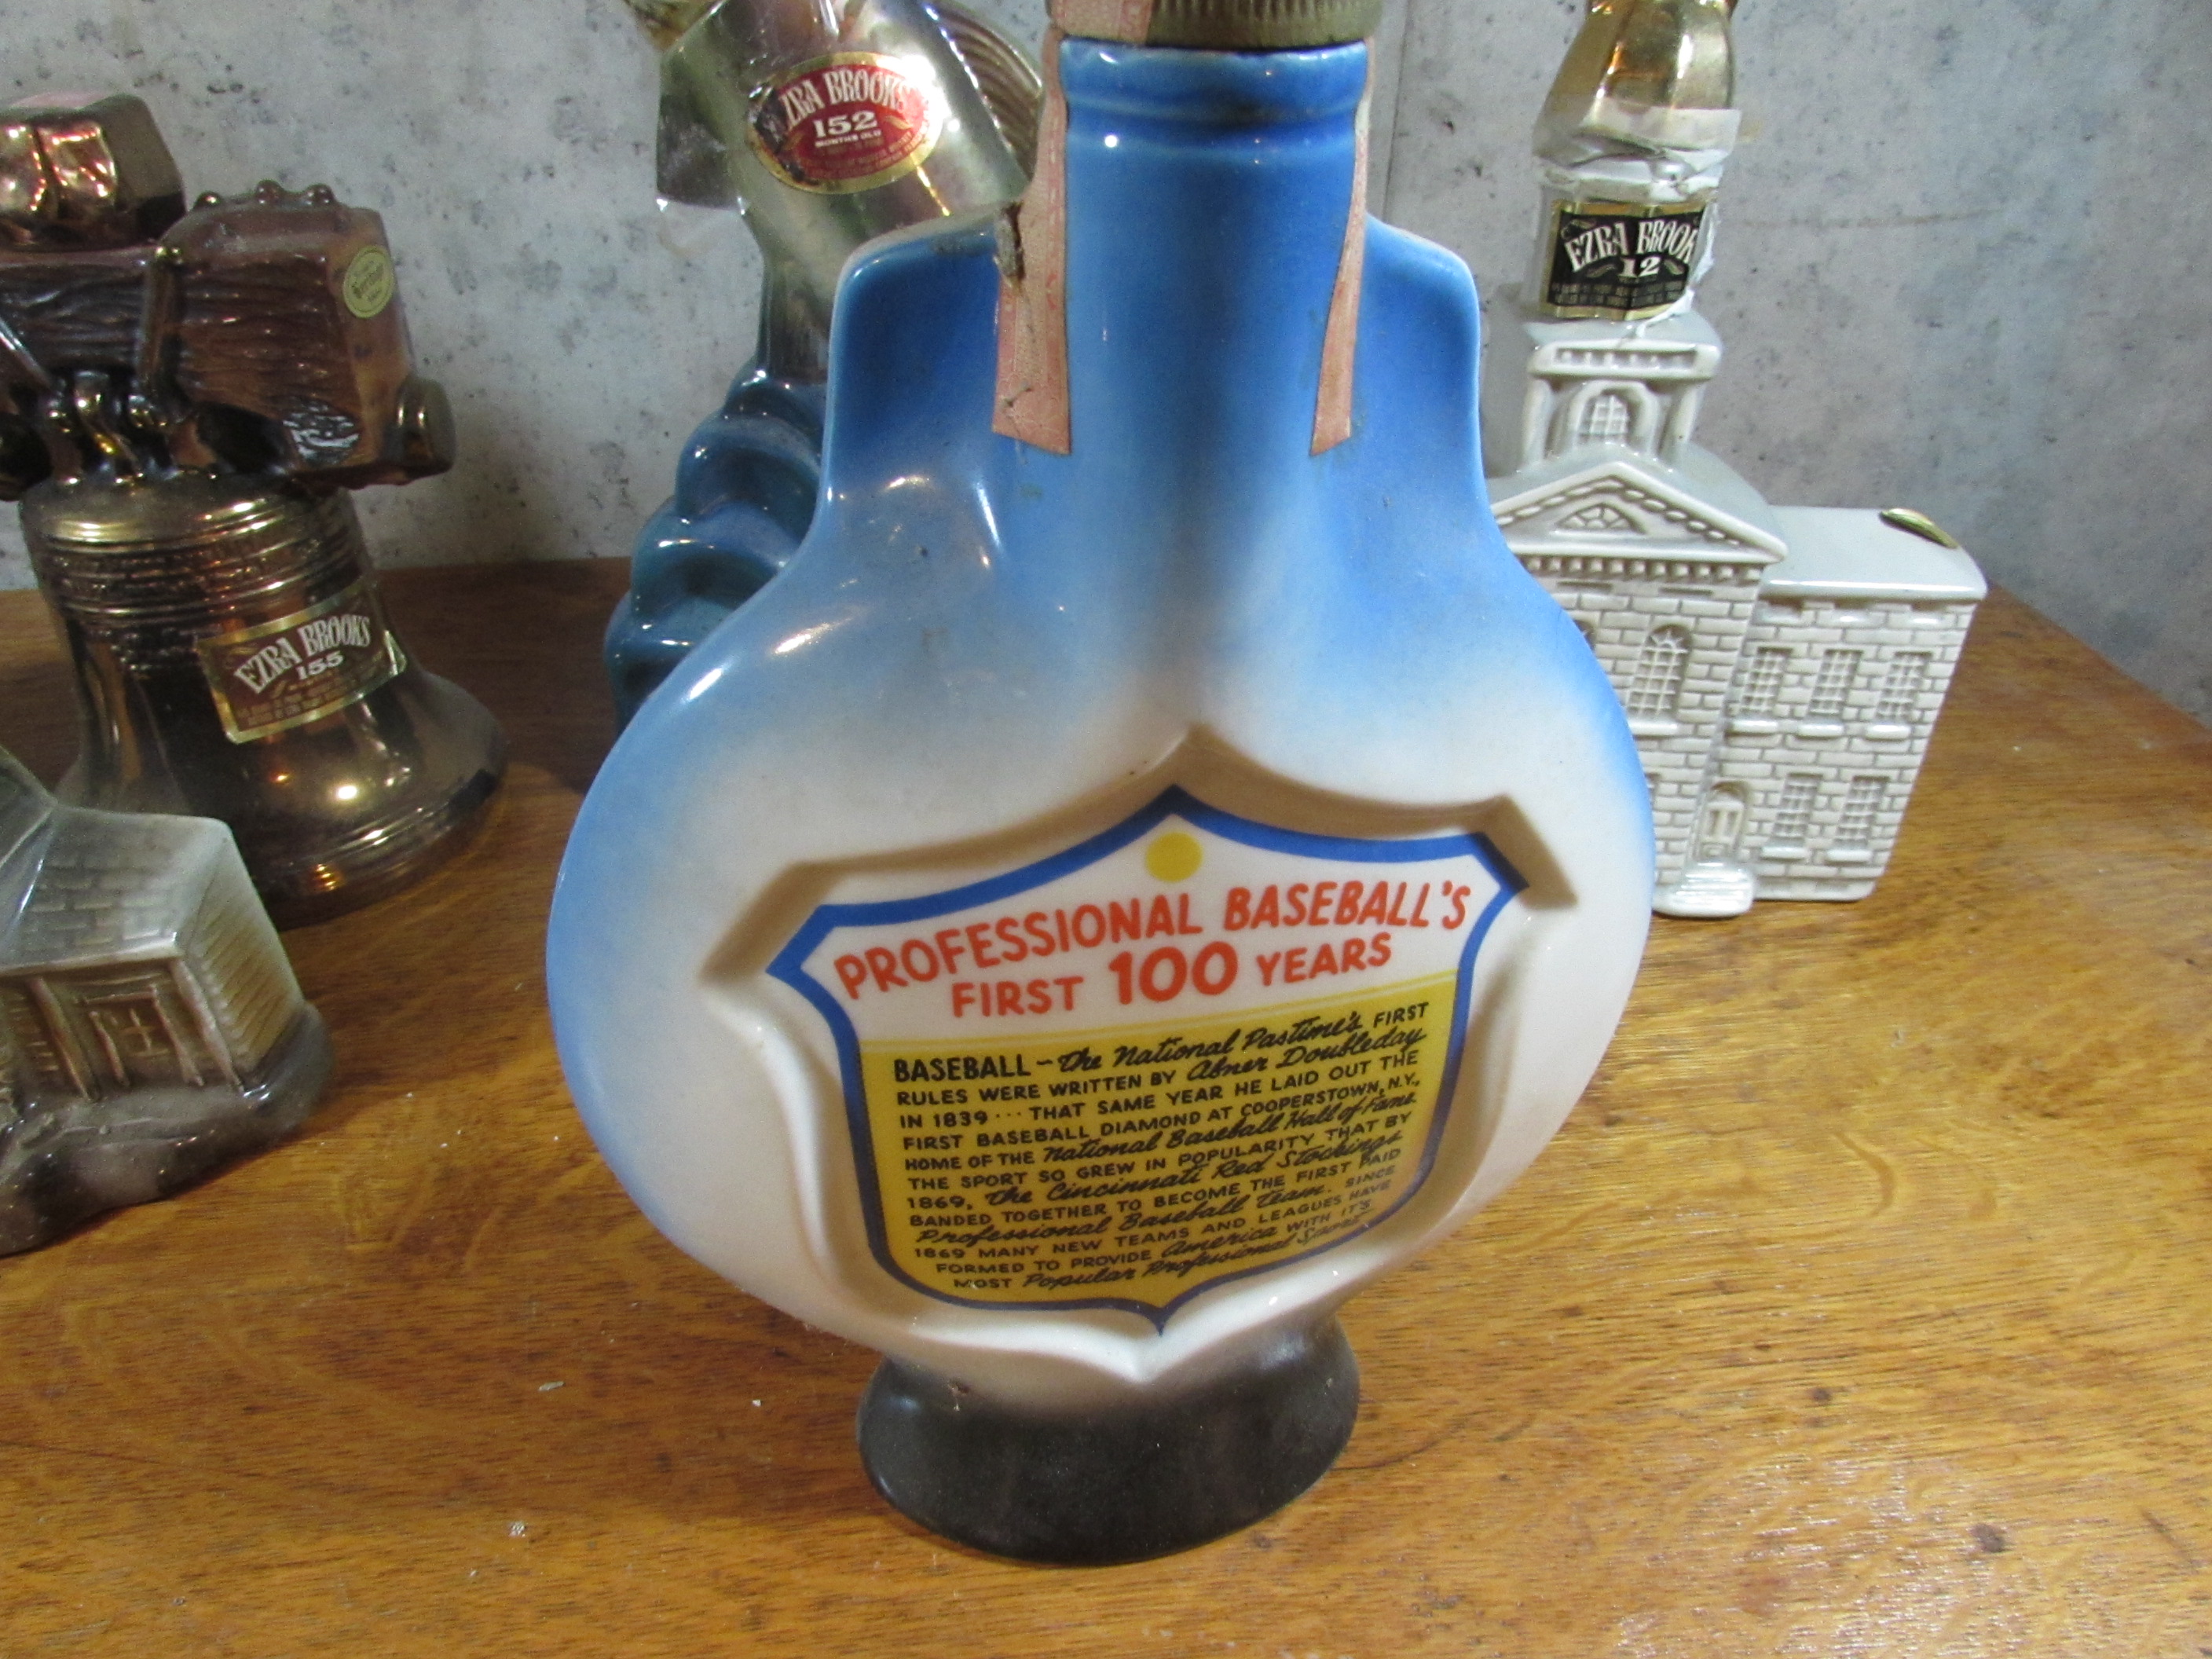 EZRA BROOKS
152
MONTHS OLD
EZRA BROOK
12
Heritage
EZRA BROOKS
155
PROFESSIONAL BASEBALL'S
FIRST 100 YEARS
BASEBALL ~ The National Pastime's FIRST
RULES WERE WRITTEN BY Abner Doubleday
IN 1839 ... THAT SAME YEAR HE LAID OUT THE
FIRST BASEBALL DIAMOND AT COOPERSTOWN, N.Y.,
HOME OF THE National Baseball Hall of Fame
THE SPORT SO GREW IN POPULARITY THAT BY
1869, the Cincinnati Red Stockings
BANDED TOGETHER TO BECOME THE FIRST PAID
Professional Baseball Team. SINCE
1869 MANY NEW TEAMS AND LEAGUES HAVE
FORMED TO PROVIDE America WITH IT'S
MOST Popular Professional Sport